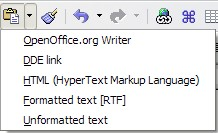 OpenOffice.org Writer
DDE link
HTML (HyperText Markup Language)
Formatted text [RTF]
Unformatted text